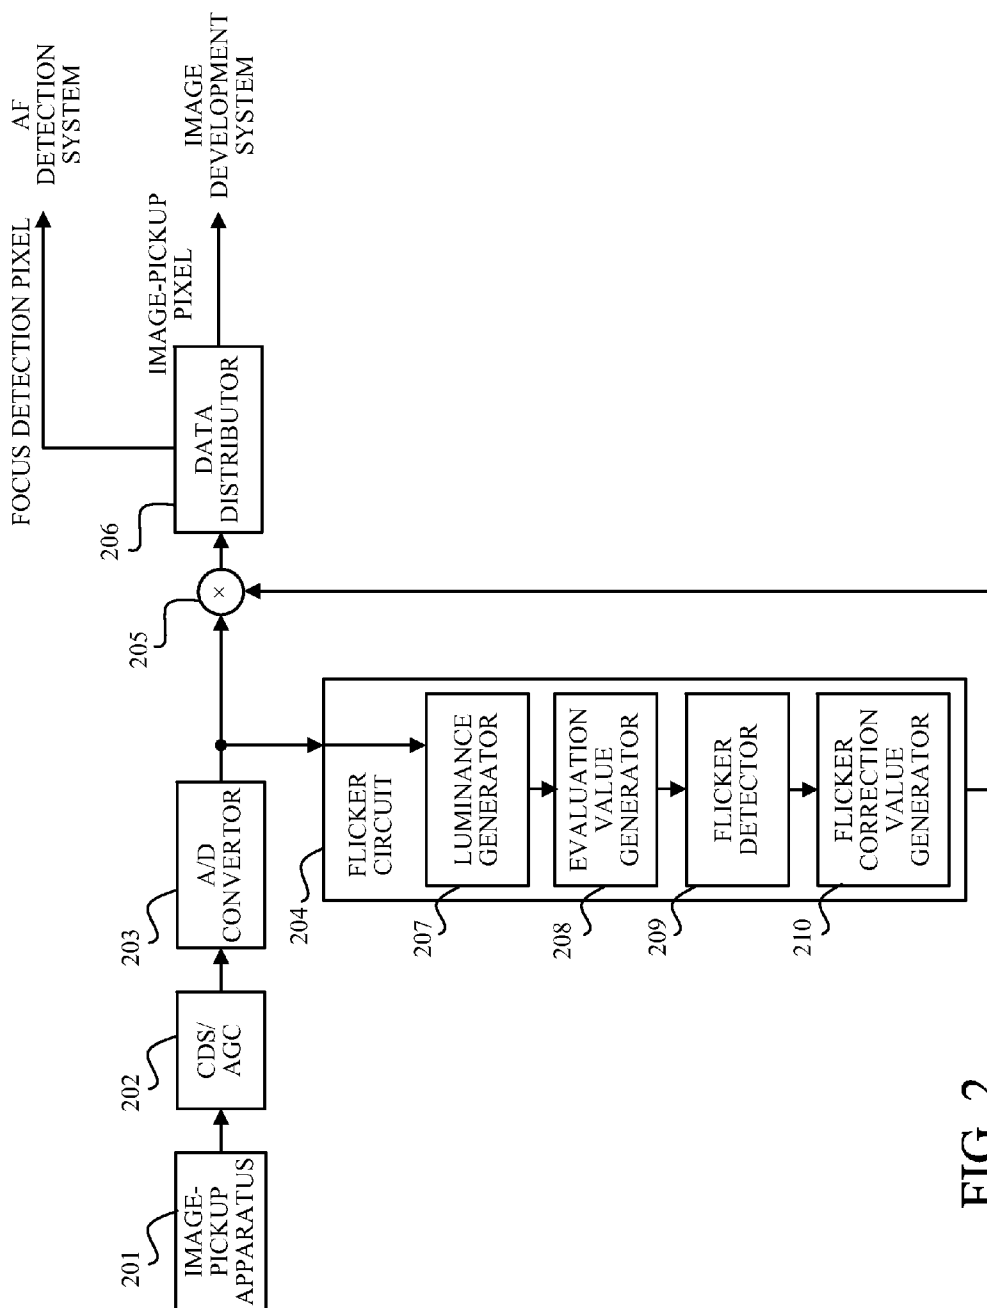 FOCUS DETECTION PIXEL
AF
DETECTION
SYSTEM
IMAGE-PICKUP
PIXEL
IMAGE
DEVELOPMENT
SYSTEM
201
IMAGE-
PICKUP
APPARATUS
202
CDS/
AGC
203
A/D
CONVERTOR
205
×
206
DATA
DISTRIBUTOR
204
FLICKER
CIRCUIT
207
LUMINANCE
GENERATOR
208
EVALUATION
VALUE
GENERATOR
209
FLICKER
DETECTOR
210
FLICKER
CORRECTION
VALUE
GENERATOR
FIG. 2